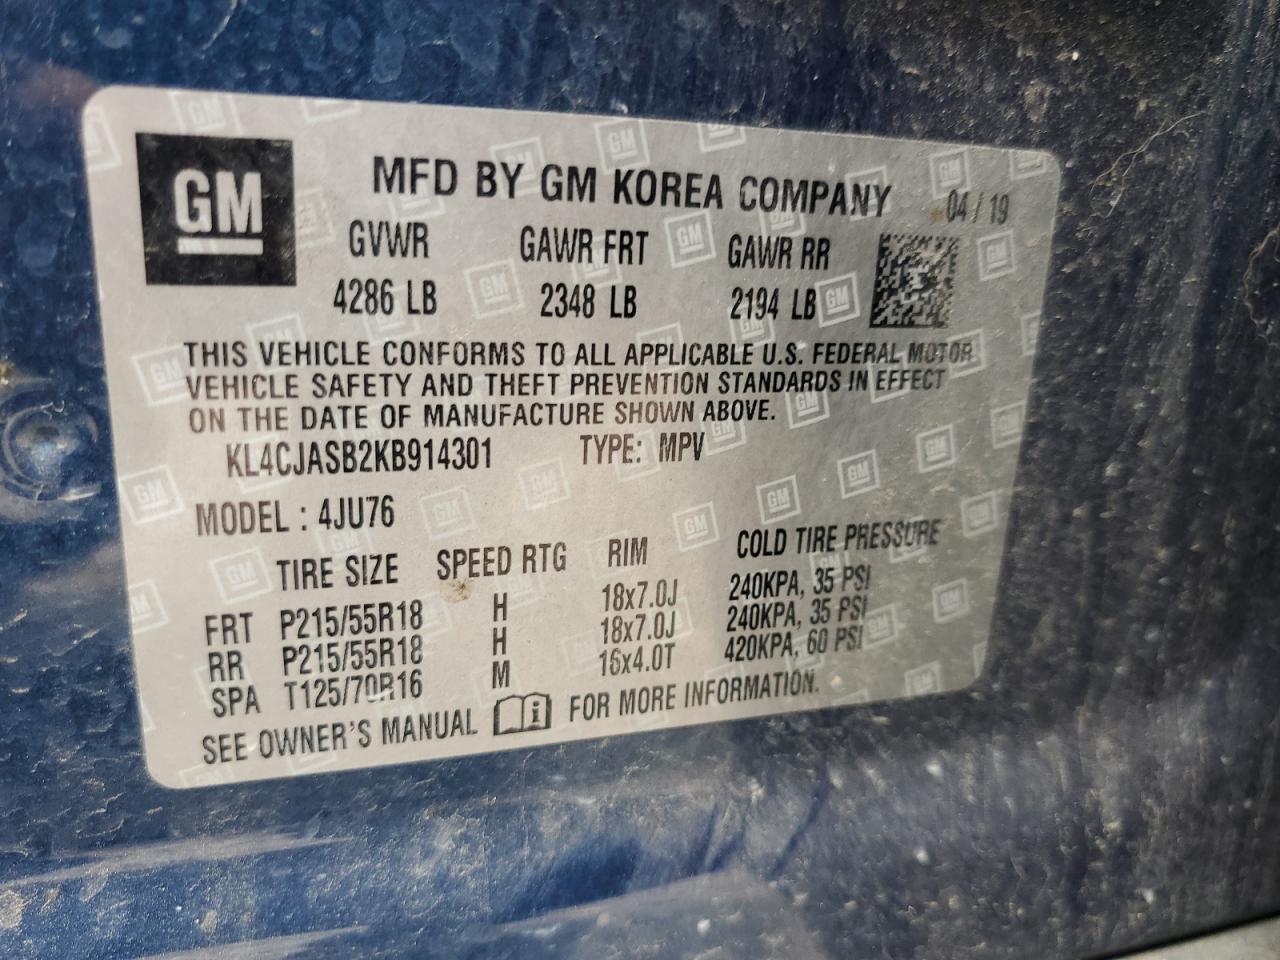 GM
MFD BY GM KOREA COMPANY 04 / 19
GVWR GAWR FRT GAWR RR
4286 LB 2348 LB 2194 LB
THIS VEHICLE CONFORMS TO ALL APPLICABLE U.S. FEDERAL MOTOR
VEHICLE SAFETY AND THEFT PREVENTION STANDARDS IN EFFECT
ON THE DATE OF MANUFACTURE SHOWN ABOVE.
KL4CJASB2KB914301 TYPE: MPV
MODEL : 4JU76
TIRE SIZE SPEED RTG RIM COLD TIRE PRESSURE
FRT P215/55R18 H 18x7.0J 240KPA, 35 PSI
RR P215/55R18 H 18x7.0J 240KPA, 35 PSI
SPA T125/70R16 M 16x4.0T 420KPA, 60 PSI
SEE OWNER'S MANUAL FOR MORE INFORMATION.